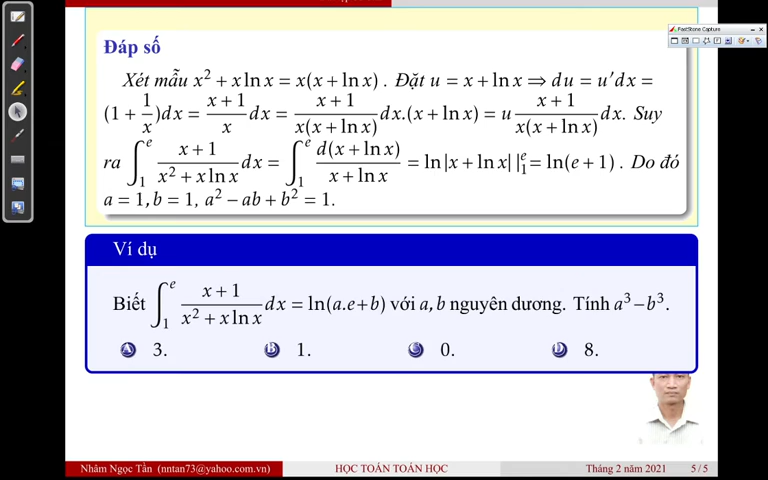 FastStone Capture
Đáp số
Xét mẫu x² + x ln x = x(x + ln x) . Đặt u = x + ln x ⇒ du = u′dx =
(1 + 1/x)dx = (x + 1)/x dx = (x + 1)/(x(x + ln x)) dx.(x + ln x) = u (x + 1)/(x(x + ln x)) dx. Suy
ra ∫₁ᵉ (x + 1)/(x² + x ln x) dx = ∫₁ᵉ d(x + ln x)/(x + ln x) = ln|x + ln x| |₁ᵉ = ln(e + 1) . Do đó
a = 1, b = 1, a² − ab + b² = 1.
Ví dụ
Biết ∫₁ᵉ (x + 1)/(x² + x ln x) dx = ln(a.e + b) với a, b nguyên dương. Tính a³ − b³.
A 3. B 1. C 0. D 8.
Nhâm Ngọc Tần (nntan73@yahoo.com.vn) HỌC TOÁN TOÁN HỌC Tháng 2 năm 2021 5 / 5